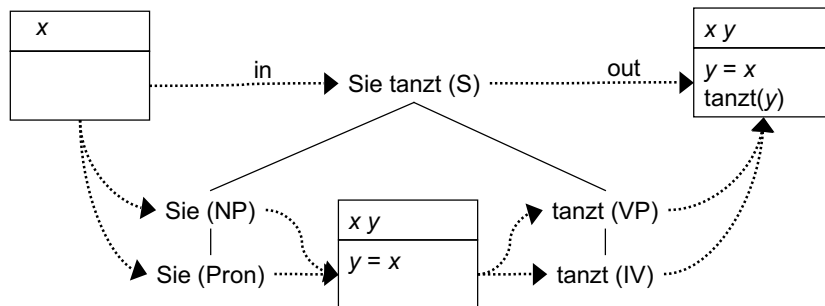 x
x y
in
Sie tanzt (S)
out
y = x
tanzt(y)
Sie (NP)
x y
tanzt (VP)
Sie (Pron)
y = x
tanzt (IV)